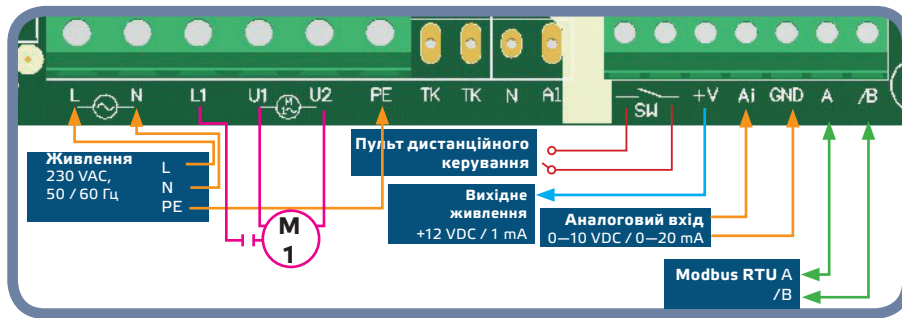 L N L1 U1 U2 PE TK TK N A1 SW +V Ai GND A /B
M
Живлення
230 VAC,
50 / 60 Гц
L
N
PE
M
1
Пульт дистанційного
керування
Вихідне
живлення
+12 VDC / 1 mA
Аналоговий вхід
0—10 VDC / 0—20 mA
Modbus RTU A
/B